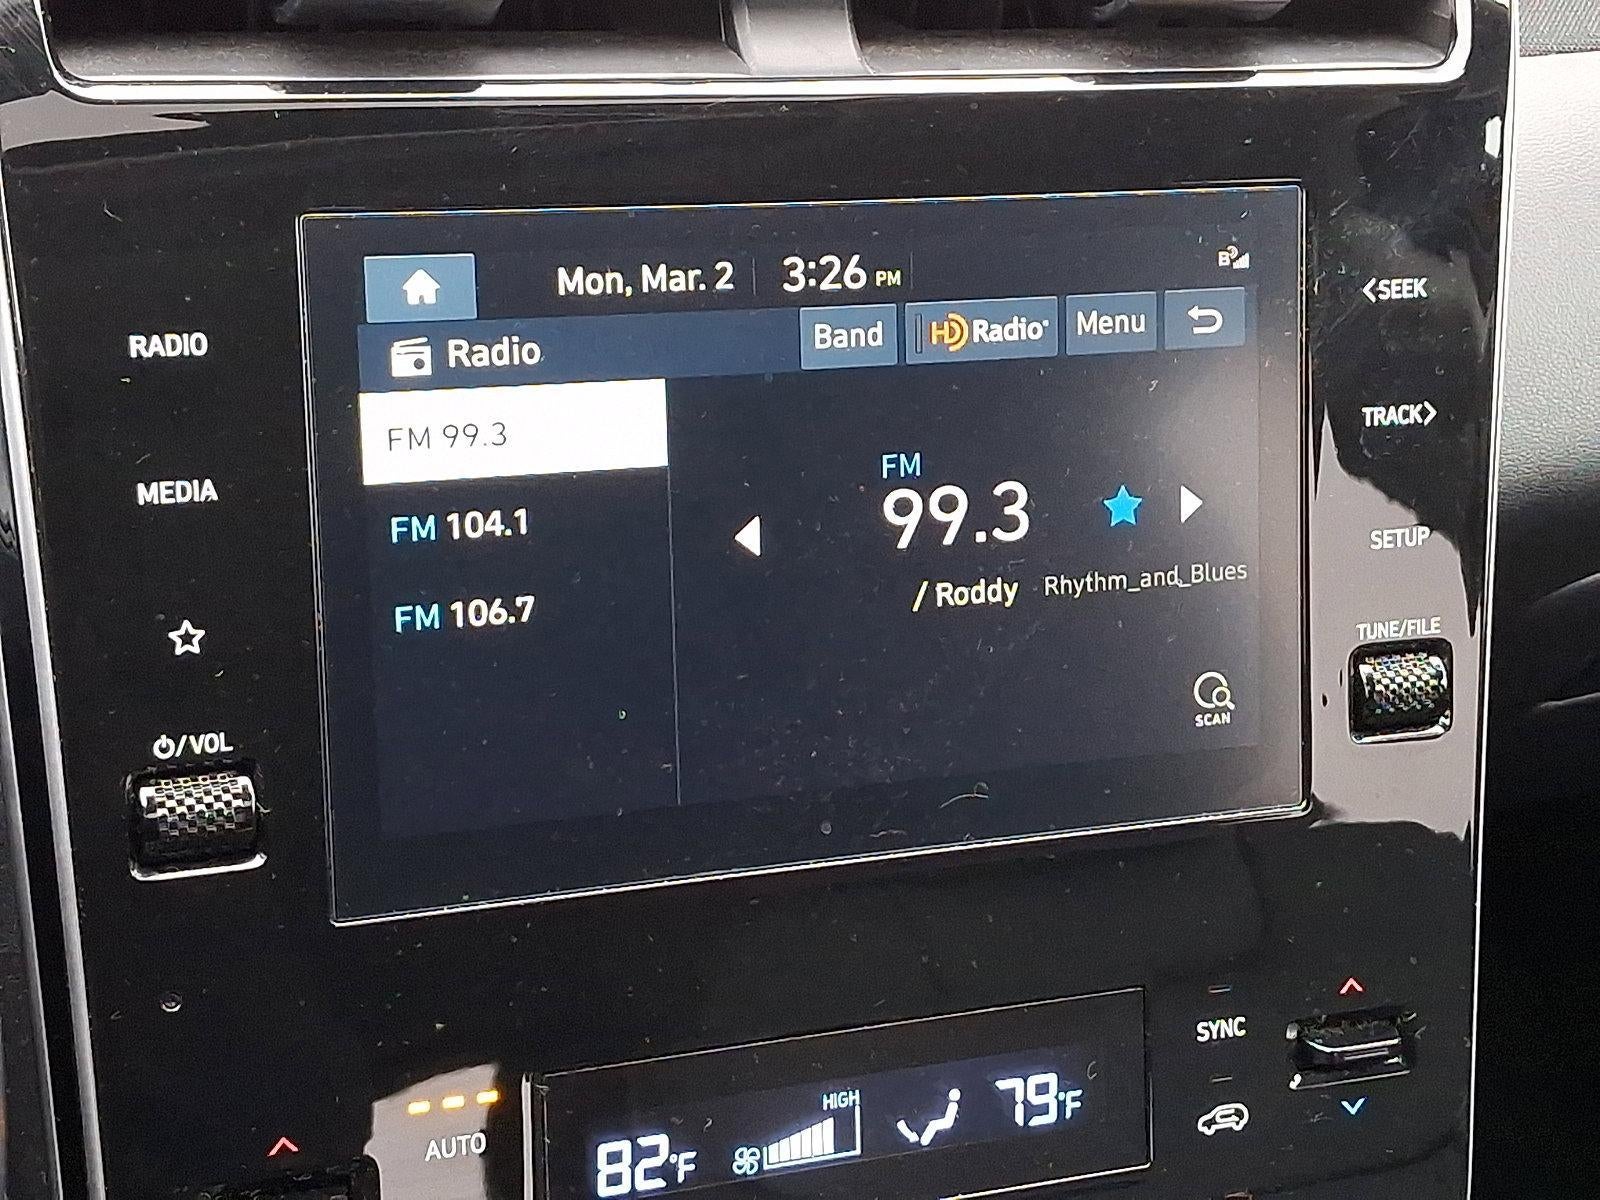 Mon, Mar. 2 3:26 PM B
Radio Band HD Radio Menu
<SEEK
RADIO
FM 99.3
TRACK>
FM
99.3
MEDIA
FM 104.1
SETUP
/ Roddy Rhythm_and_Blues
FM 106.7
TUNE/FILE
SCAN
/VOL
SYNC
HIGH
AUTO
82°F
79°F